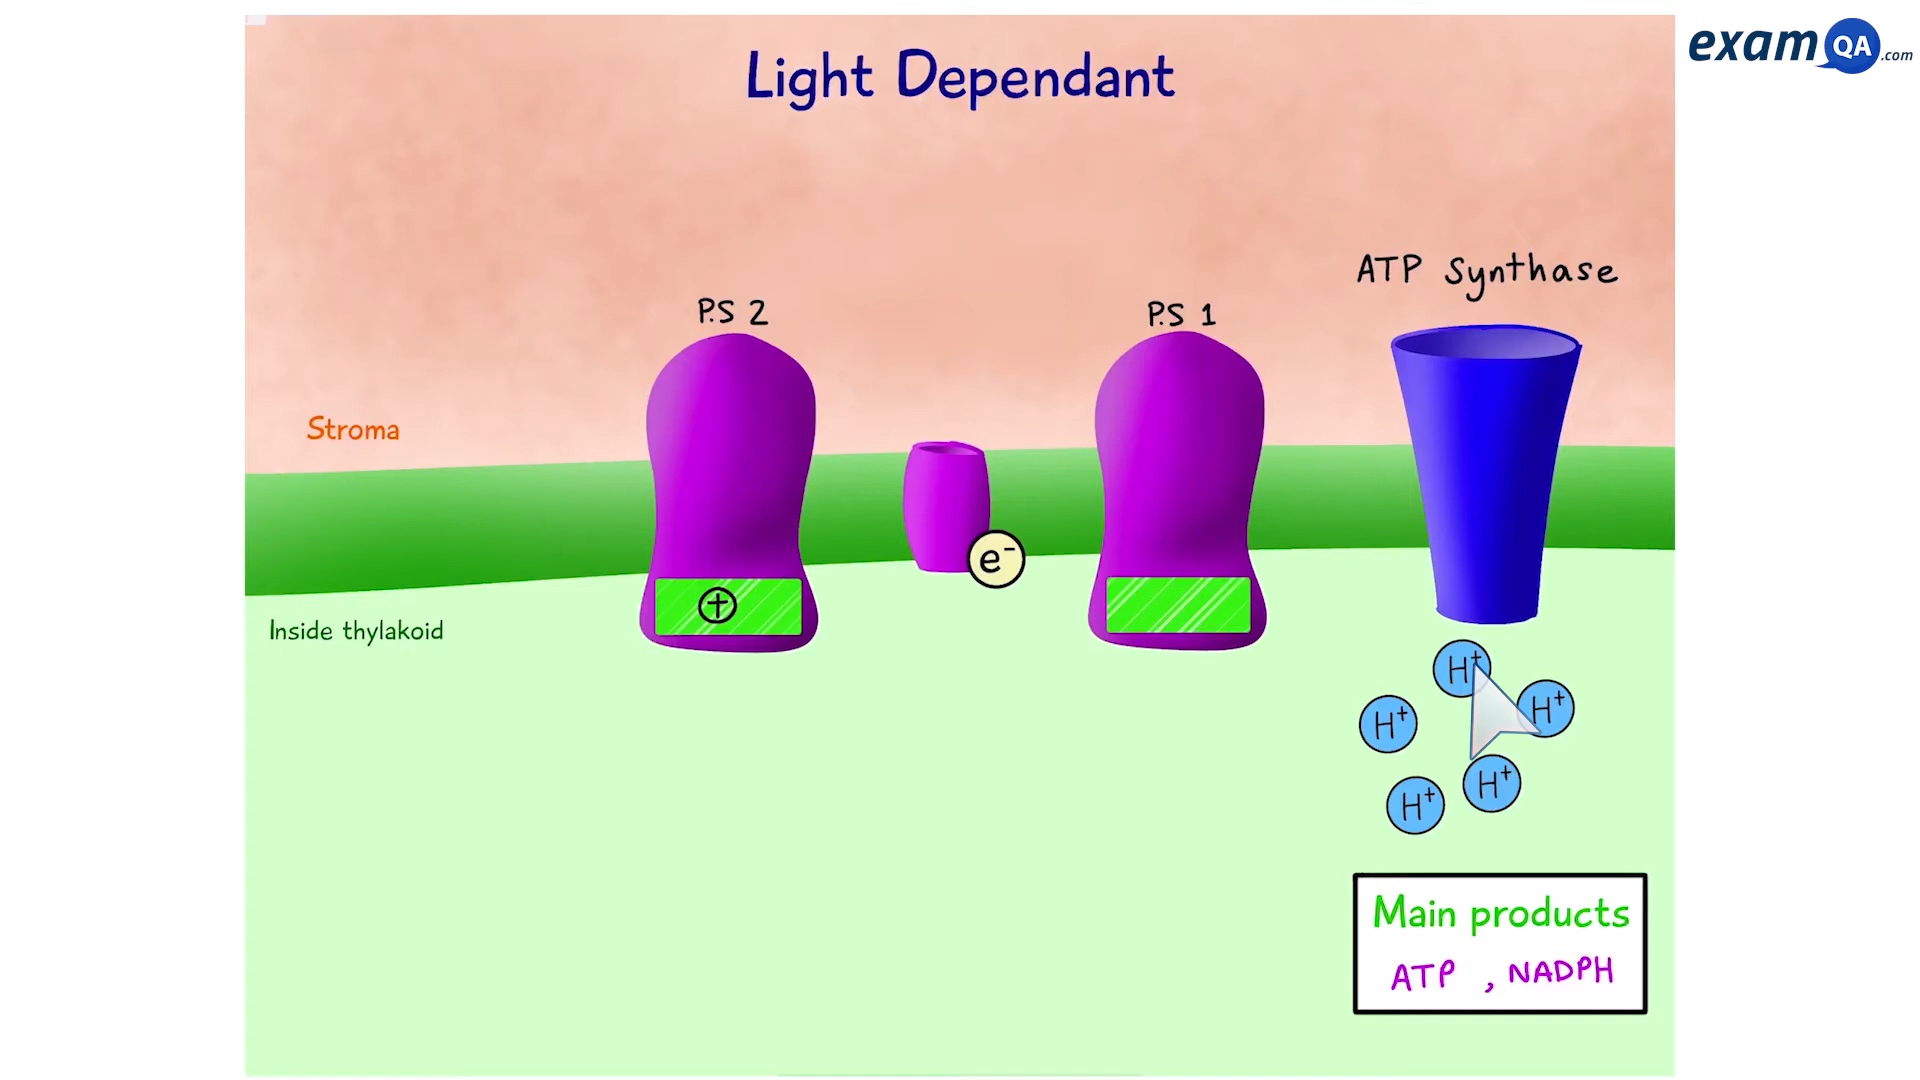 examQA.com
Light Dependant
ATP Synthase
P.S 2
P.S 1
Stroma
e-
+
Inside thylakoid
H+
H+
H+
H+
H+
Main products
ATP , NADPH